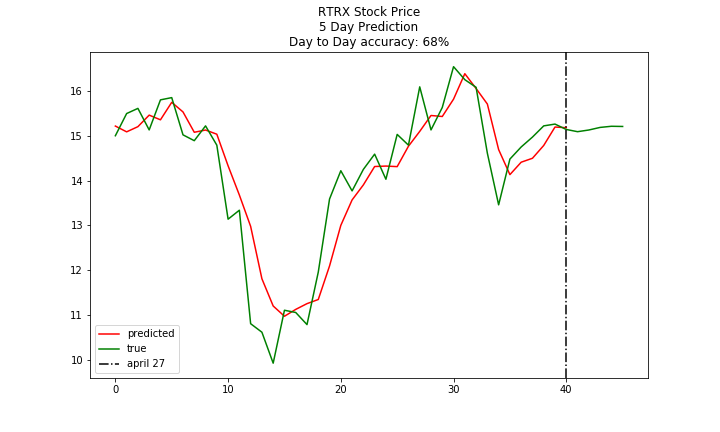 RTRX Stock Price
5 Day Prediction
Day to Day accuracy: 68%
16
15
14
13
12
11
10
predicted
true
april 27
0
10
20
30
40